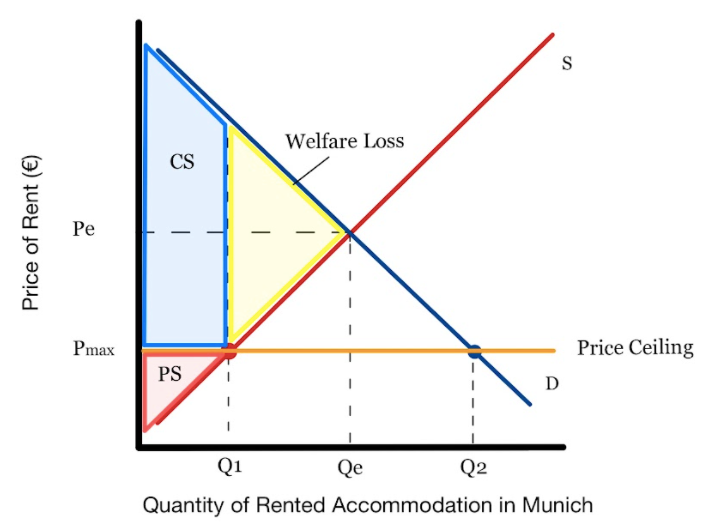 S
Welfare Loss
CS
Price of Rent (€)
Pe
Pmax
Price Ceiling
PS
D
Q1
Qe
Q2
Quantity of Rented Accommodation in Munich